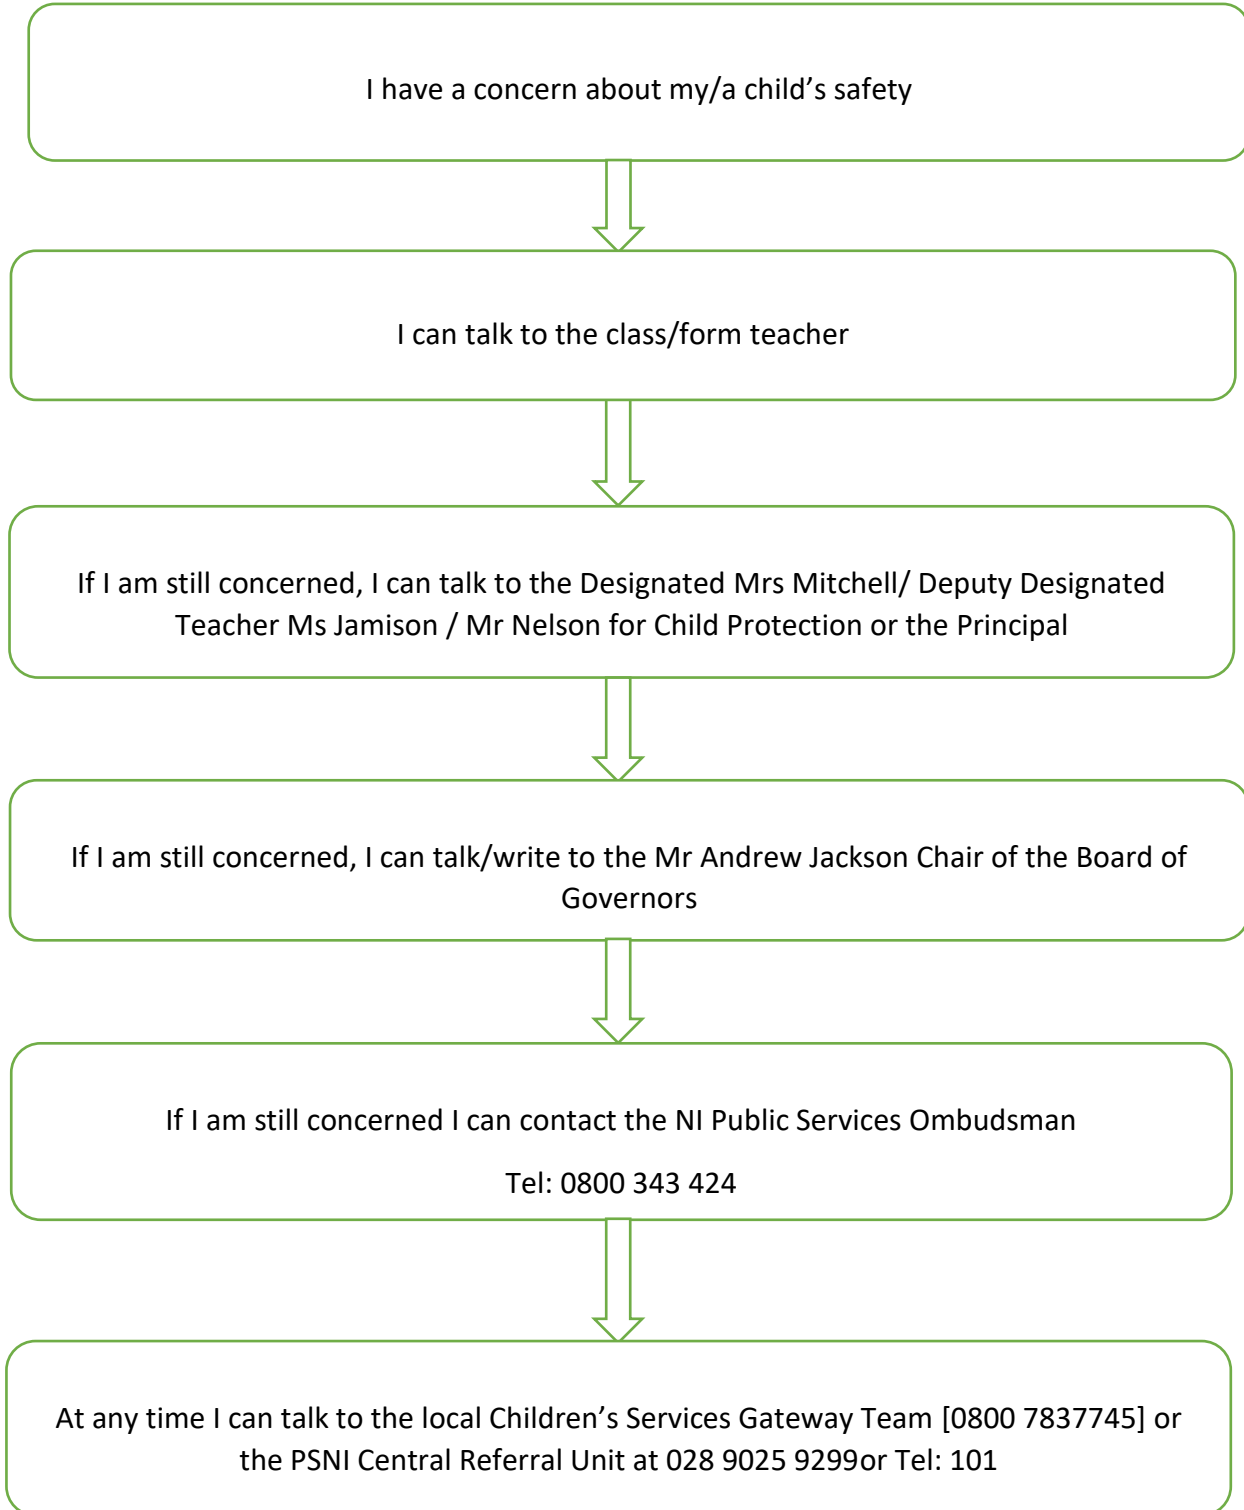 I have a concern about my/a child’s safety
I can talk to the class/form teacher
If I am still concerned, I can talk to the Designated Mrs Mitchell/ Deputy Designated
Teacher Ms Jamison / Mr Nelson for Child Protection or the Principal
If I am still concerned, I can talk/write to the Mr Andrew Jackson Chair of the Board of
Governors
If I am still concerned I can contact the NI Public Services Ombudsman
Tel: 0800 343 424
At any time I can talk to the local Children’s Services Gateway Team [0800 7837745] or
the PSNI Central Referral Unit at 028 9025 9299or Tel: 101